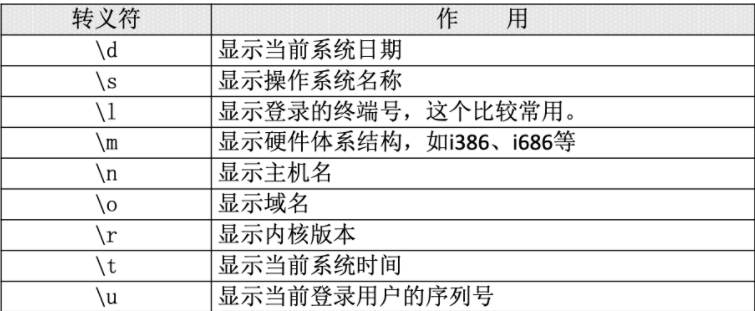 转义符 作 用
\d 显示当前系统日期
\s 显示操作系统名称
\l 显示登录的终端号，这个比较常用。
\m 显示硬件体系结构，如i386、i686等
\n 显示主机名
\o 显示域名
\r 显示内核版本
\t 显示当前系统时间
\u 显示当前登录用户的序列号